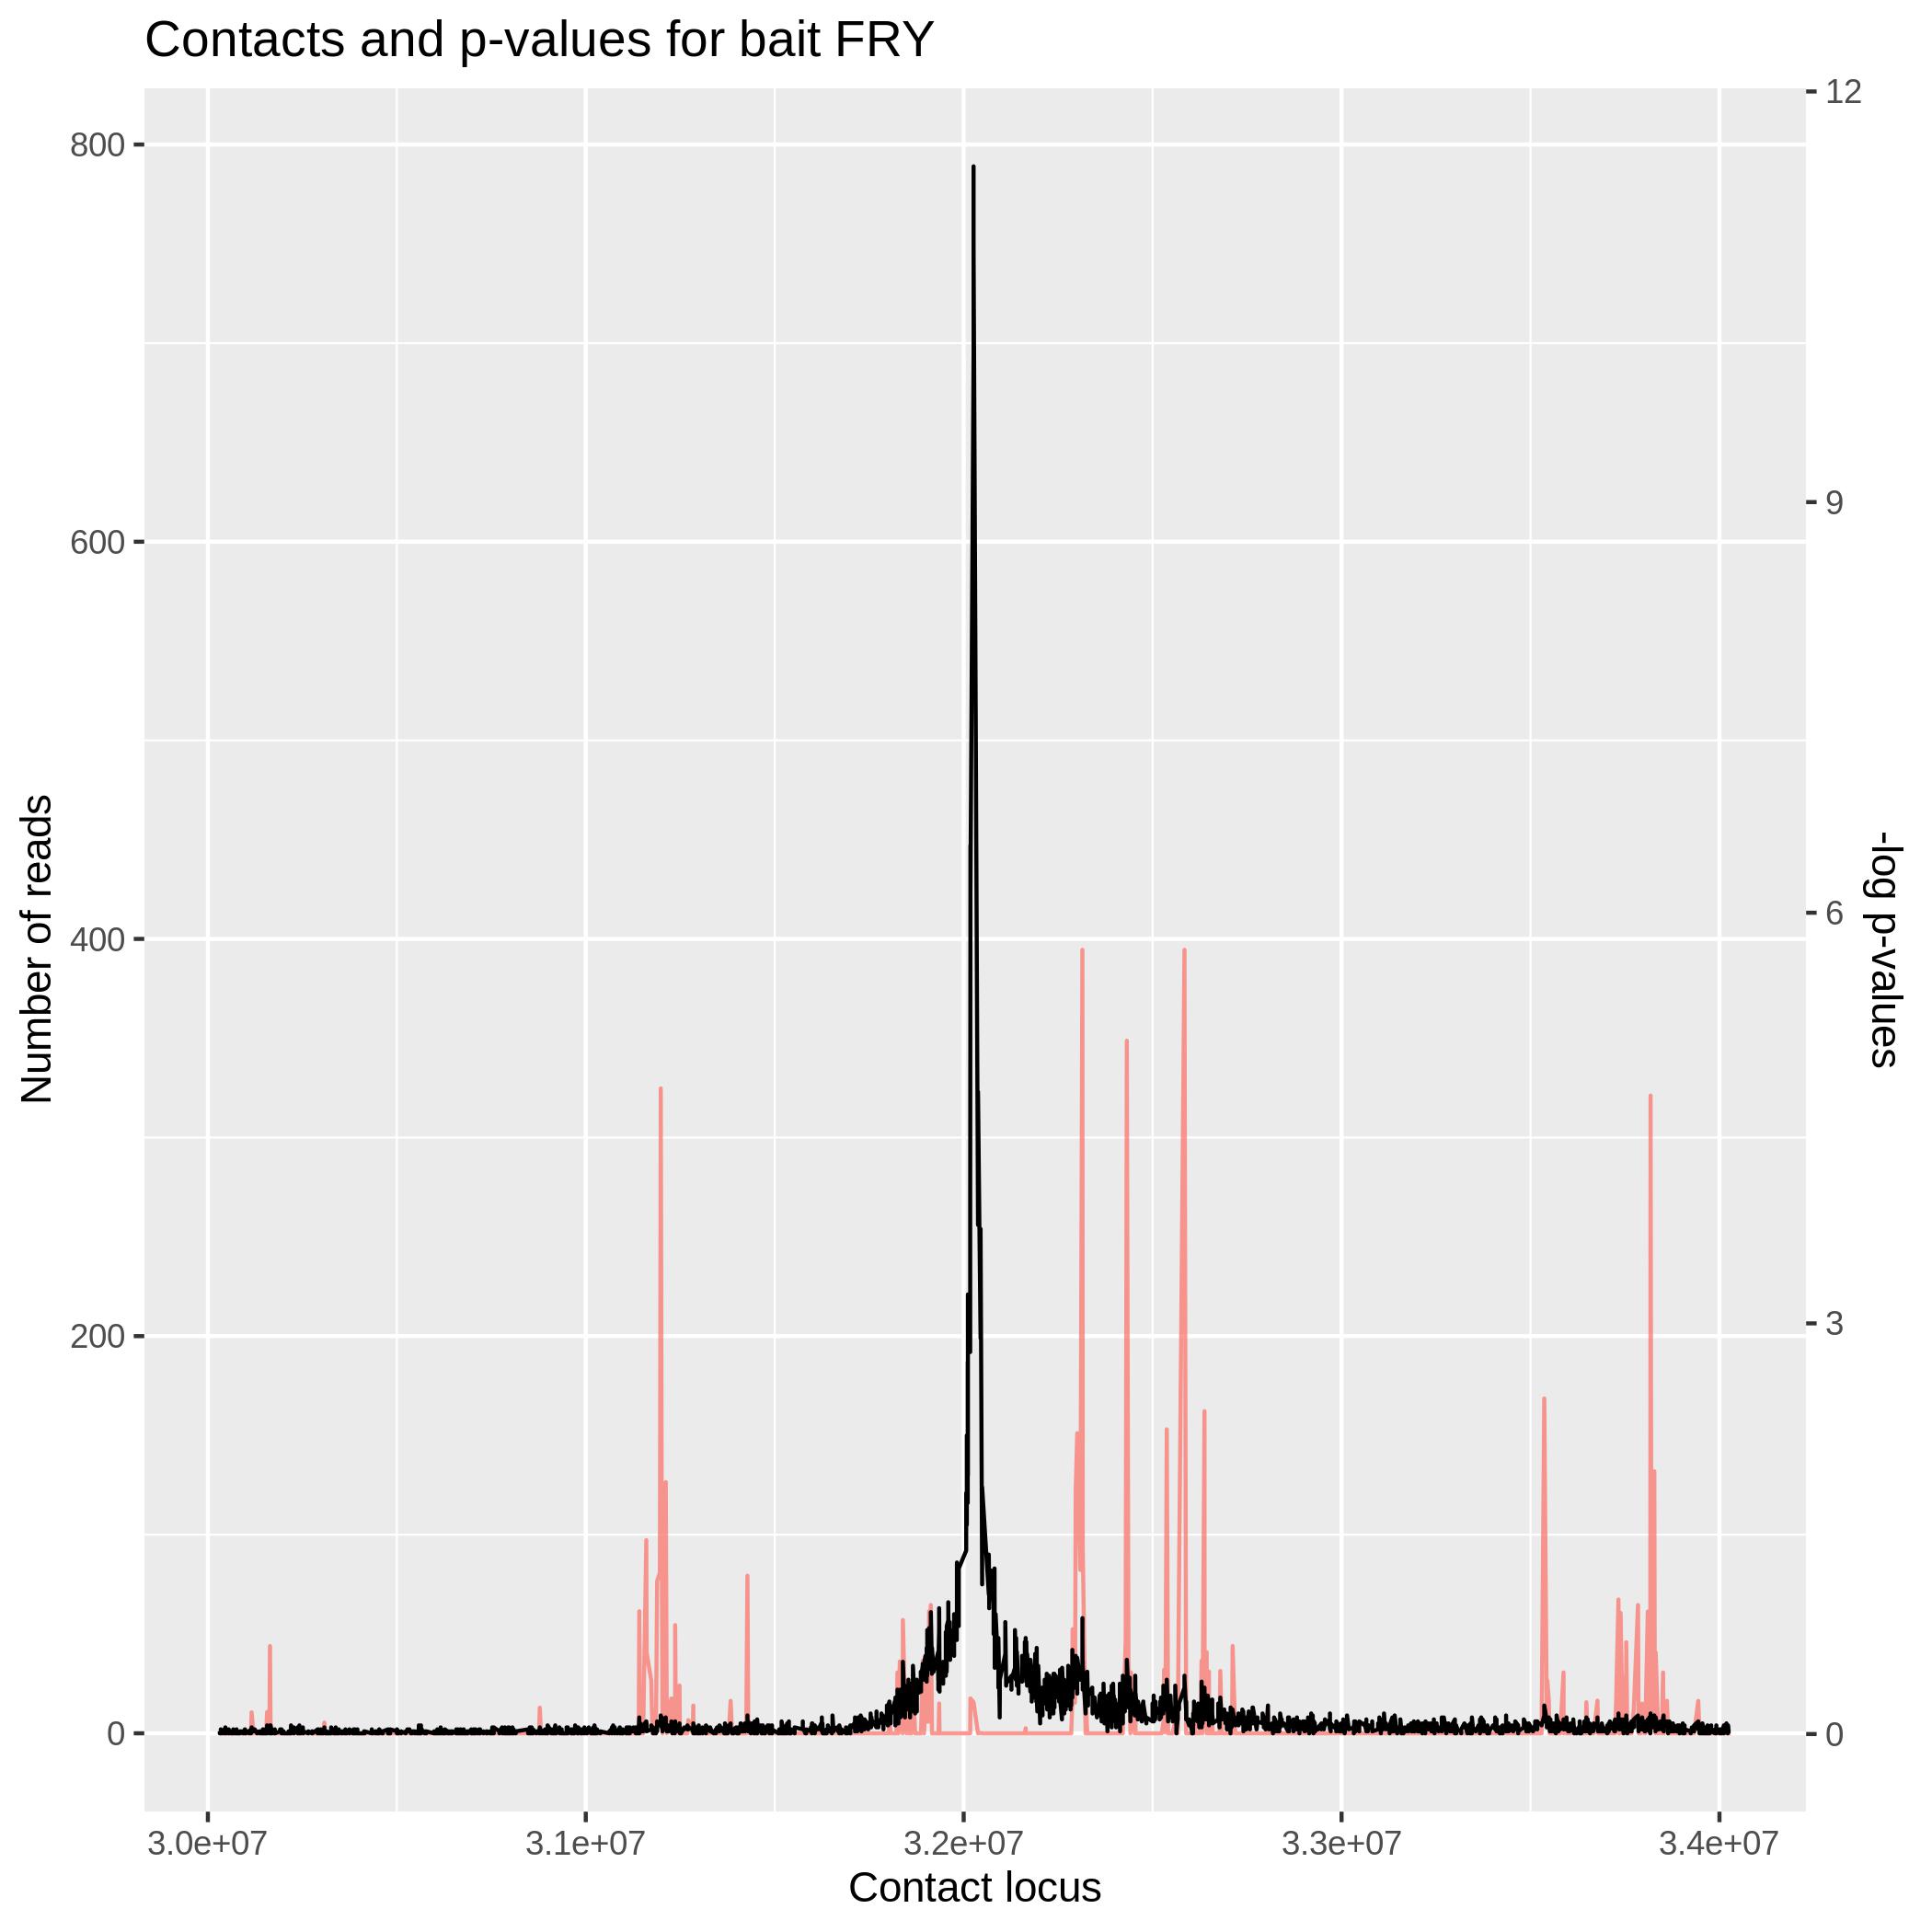 Contacts and p-values for bait FRY
12
800
9
600
6
400
3
200
0
0
Number of reads
-log p-values
3.0e+07
3.1e+07
3.2e+07
3.3e+07
3.4e+07
Contact locus